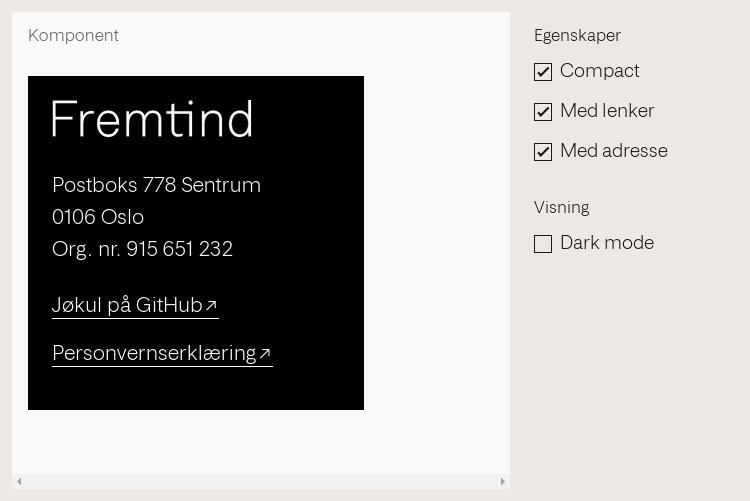 Komponent
Fremtind
Postboks 778 Sentrum
0106 Oslo
Org. nr. 915 651 232
Jøkul på GitHub↗
Personvernserklæring↗
Egenskaper
Compact
Med lenker
Med adresse
Visning
Dark mode